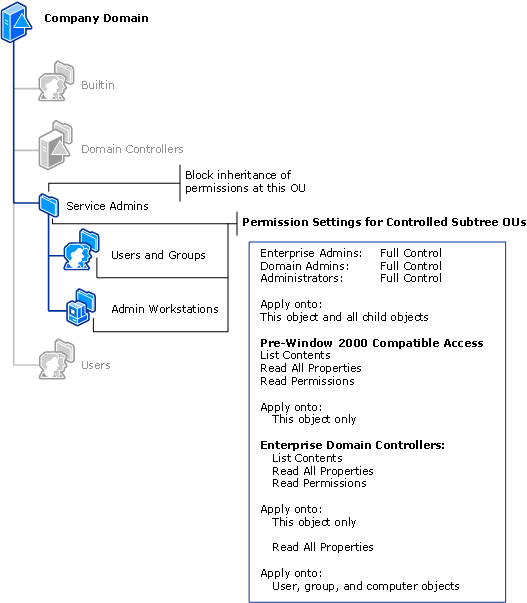 Company Domain
Builtin
Domain Controllers
Block inheritance of
permissions at this OU
Service Admins
Permission Settings for Controlled Subtree OUs
Users and Groups
Admin Workstations
Users
Enterprise Admins: Full Control
Domain Admins: Full Control
Administrators: Full Control
Apply onto:
This object and all child objects
Pre-Window 2000 Compatible Access
List Contents
Read All Properties
Read Permissions
Apply onto:
This object only
Enterprise Domain Controllers:
List Contents
Read All Properties
Read Permissions
Apply onto:
This object only
Read All Properties
Apply onto:
User, group, and computer objects